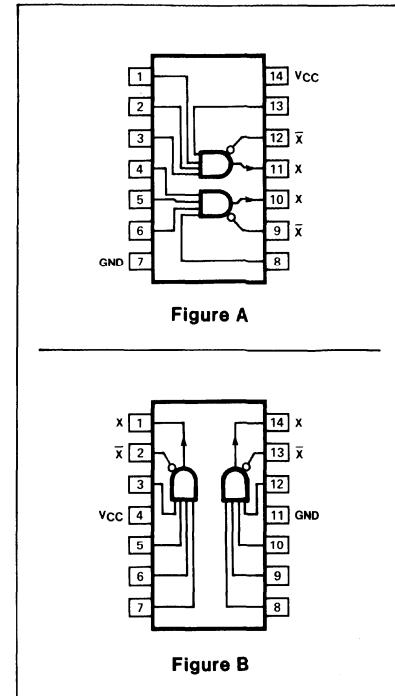 1 14 VCC
2 13
3 12 X̅
4 11 X
5 10 X
6 9 X̅
GND 7 8
Figure A
X 1 14 X
X̅ 2 13 X̅
3 12
VCC 4 11 GND
5 10
6 9
7 8
Figure B